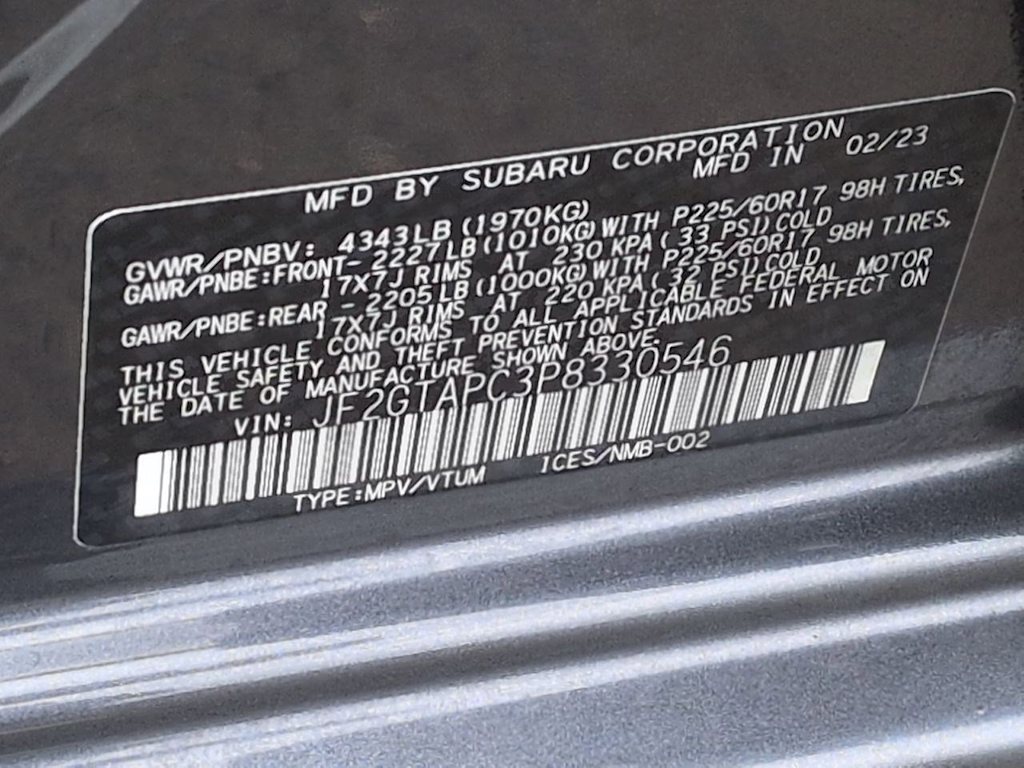 MFD BY SUBARU CORPORATION
MFD IN 02/23
GVWR/PNBV: 4343LB(1970KG)
GAWR/PNBE:FRONT- 2227LB(1010KG)WITH P225/60R17 98H TIRES,
17X7J RIMS AT 230 KPA( 33 PSI)COLD
GAWR/PNBE:REAR - 2205LB(1000KG)WITH P225/60R17 98H TIRES,
17X7J RIMS AT 220 KPA( 32 PSI)COLD
THIS VEHICLE CONFORMS TO ALL APPLICABLE FEDERAL MOTOR
VEHICLE SAFETY AND THEFT PREVENTION STANDARDS IN EFFECT ON
THE DATE OF MANUFACTURE SHOWN ABOVE.
VIN: JF2GTAPC3P8330546
TYPE:MPV/VTUM ICES/NMB-002